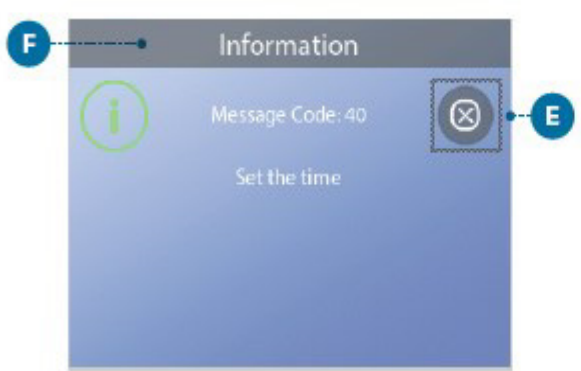 F
Information
Message Code: 40
E
Set the time